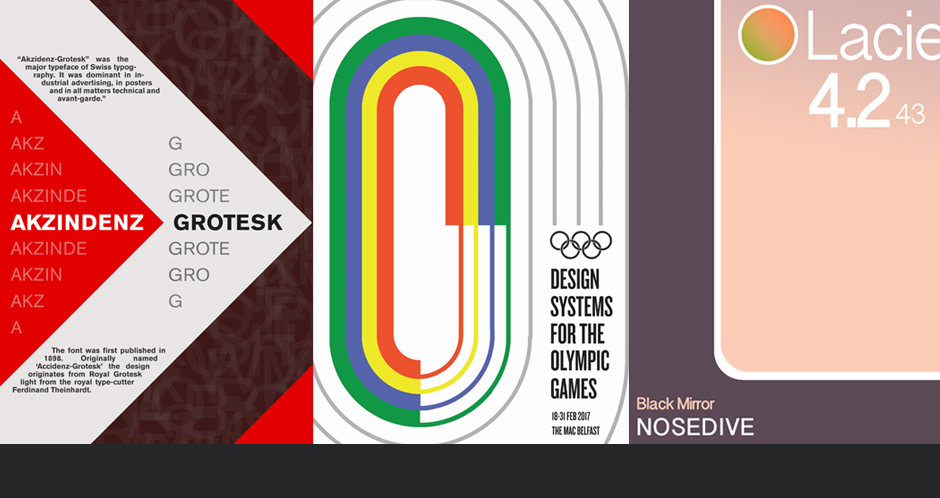 "Akzidenz-Grotesk" was the
major typeface of Swiss typog-
raphy. It was dominant in in-
dustrial advertising, in posters
and in all matters technical and
avant-garde."
A
AKZ
AKZIN
AKZINDE
AKZINDENZ
AKZINDE
AKZIN
AKZ
A
G
GRO
GROTE
GROTESK
GROTE
GRO
G
The font was first published in
1898. Originally named
'Accidenz-Grotesk' the design
originates from Royal Grotesk
light from the royal type-cutter
Ferdinand Theinhardt.
DESIGN
SYSTEMS
FOR THE
OLYMPIC
GAMES
18-31 FEB 2017
THE MAC BELFAST
Lacie
4.243
Black Mirror
NOSEDIVE